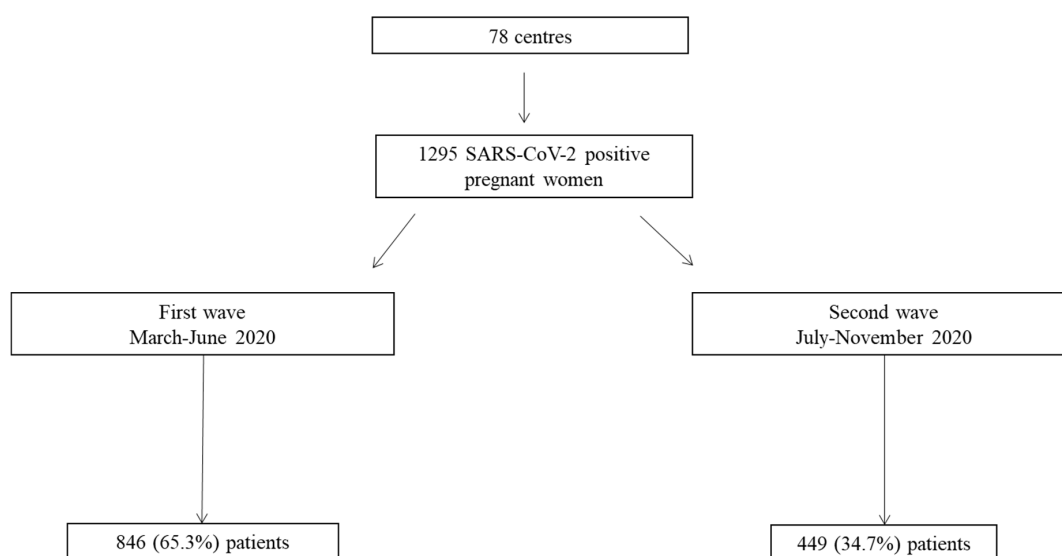 78 centres
1295 SARS-CoV-2 positive
pregnant women
First wave
March-June 2020
Second wave
July-November 2020
846 (65.3%) patients
449 (34.7%) patients